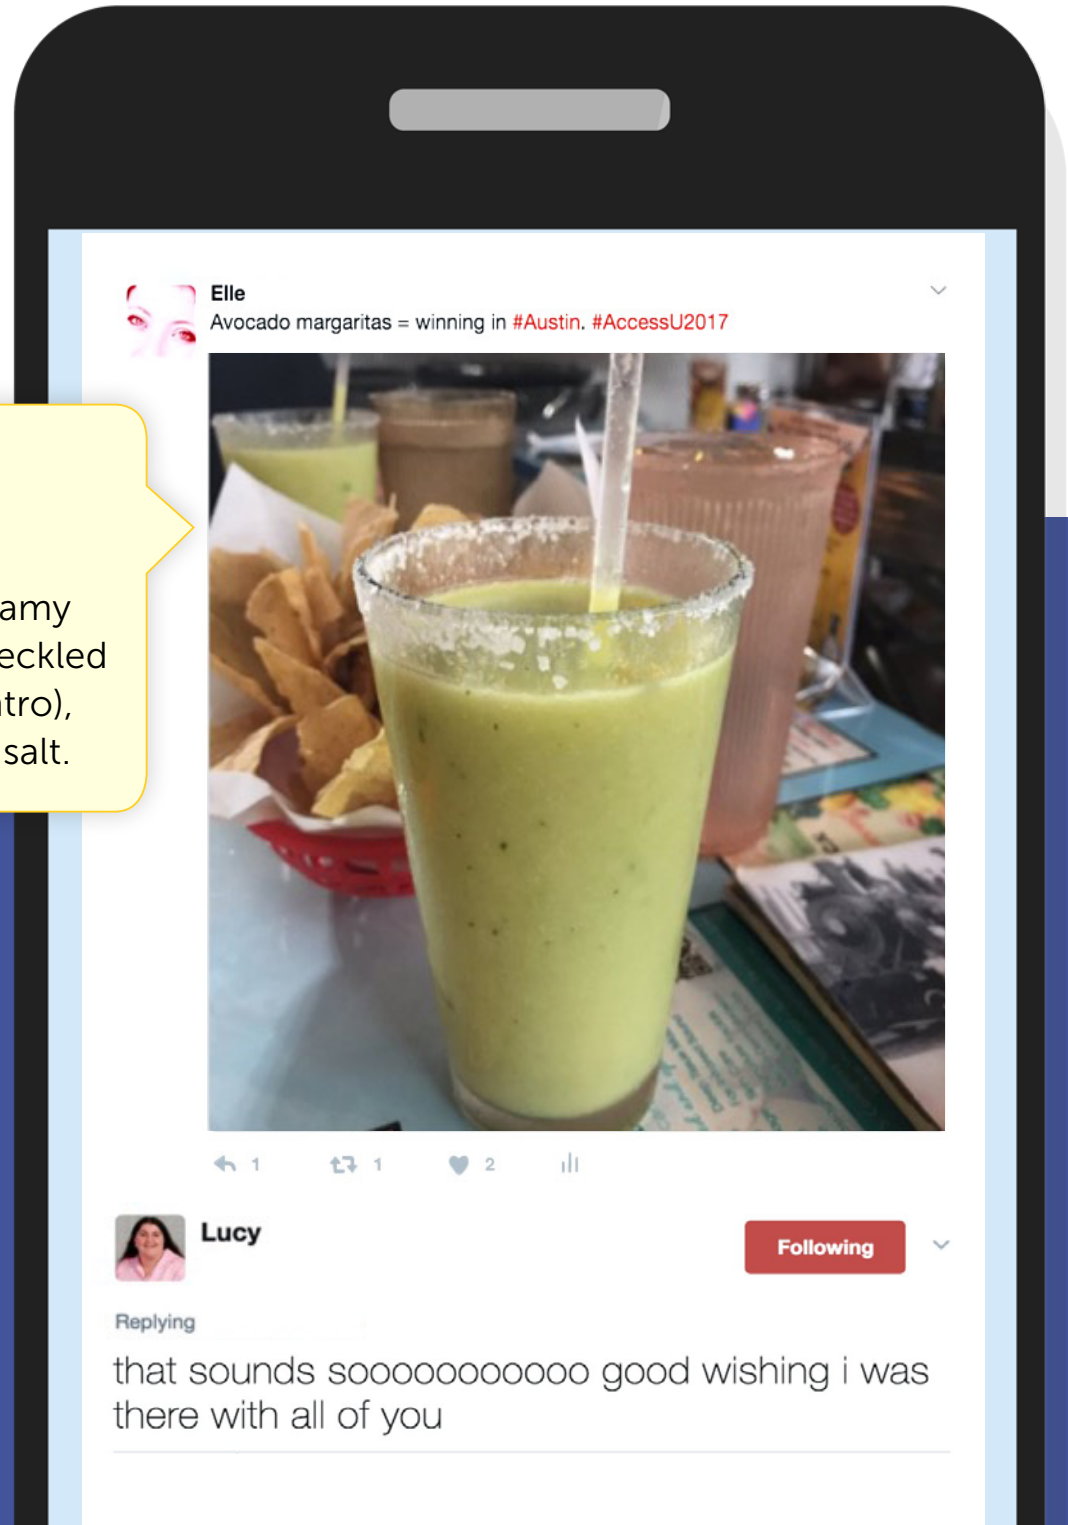 Elle
Avocado margaritas = winning in #Austin. #AccessU2017
amy
eckled
tro),
salt.
1 1 2
Lucy
Following
Replying
that sounds sooooooooooo good wishing i was
there with all of you